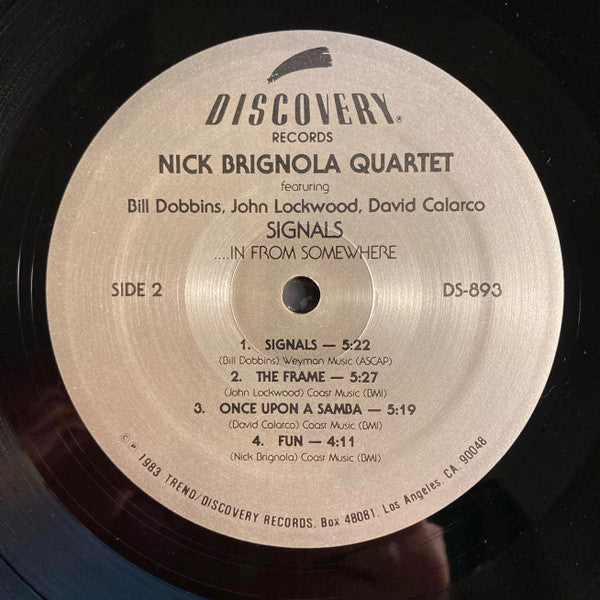 DISCOVERY®
RECORDS
NICK BRIGNOLA QUARTET
featuring
Bill Dobbins, John Lockwood, David Calarco
SIGNALS
....IN FROM SOMEWHERE
SIDE 2 DS-893
1. SIGNALS — 5:22
(Bill Dobbins) Weyman Music (ASCAP)
2. THE FRAME — 5:27
(John Lockwood) Coast Music (BMI)
3. ONCE UPON A SAMBA — 5:19
(David Calarco) Coast Music (BMI)
4. FUN — 4:11
(Nick Brignola) Coast Music (BMI)
© ℗ 1983 TREND/DISCOVERY RECORDS. Box 48081. Los Angeles, CA. 90048